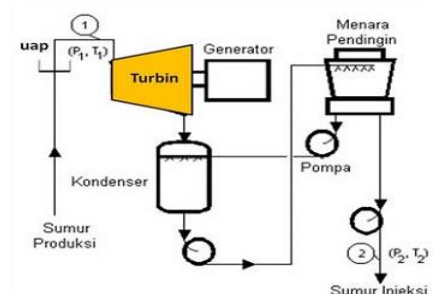 1
uap
(P₁, T₁)
Turbin
Generator
Menara
Pendingin
Kondenser
Pompa
Sumur
Produksi
2
(P₂, T₂)
Sumur Injeksi